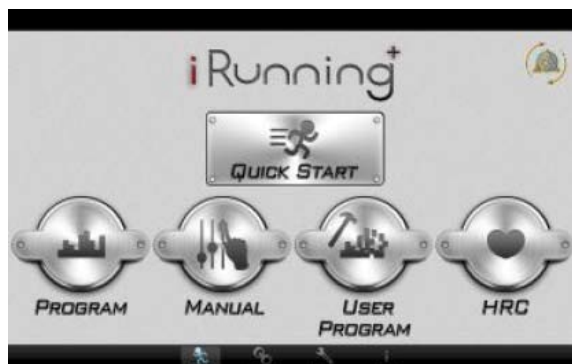 iRunning+
QUICK START
PROGRAM
MANUAL
USER
PROGRAM
HRC